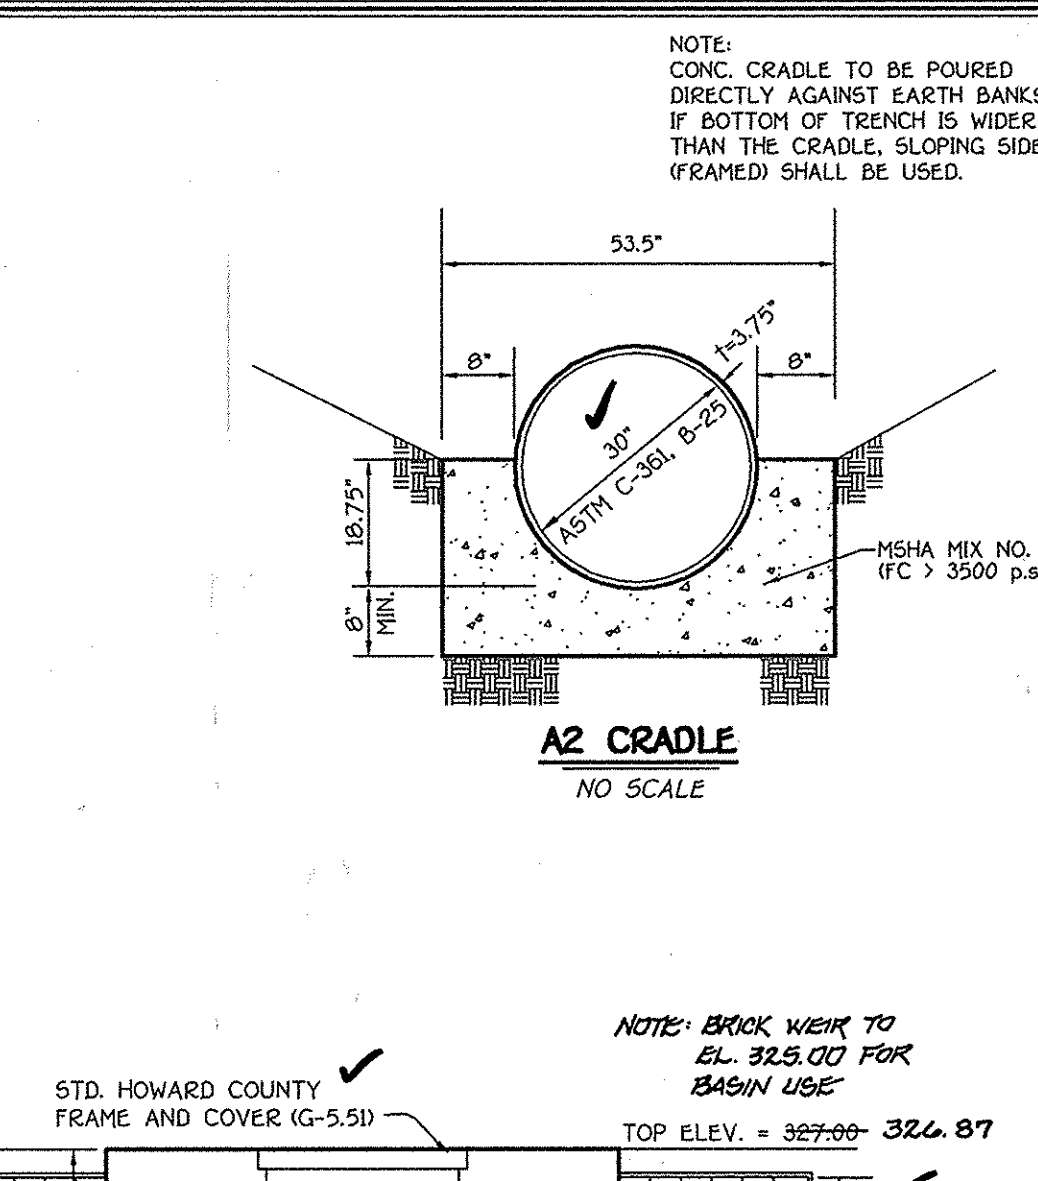 NOTE:
CONC. CRADLE TO BE POURED
DIRECTLY AGAINST EARTH BANKS
IF BOTTOM OF TRENCH IS WIDER
THAN THE CRADLE, SLOPING SIDE
(FRAMED) SHALL BE USED.
53.5"
t=3.75"
8"
8"
30"
ASTM C-361, B-25
18.75"
8"
MIN.
MSHA MIX NO.
(FC > 3500 p.s
A2 CRADLE
NO SCALE
NOTE: BRICK WEIR TO
EL. 325.00 FOR
BASIN USE
STD. HOWARD COUNTY
FRAME AND COVER (G-5.51)
TOP ELEV. = 327.00 326.87